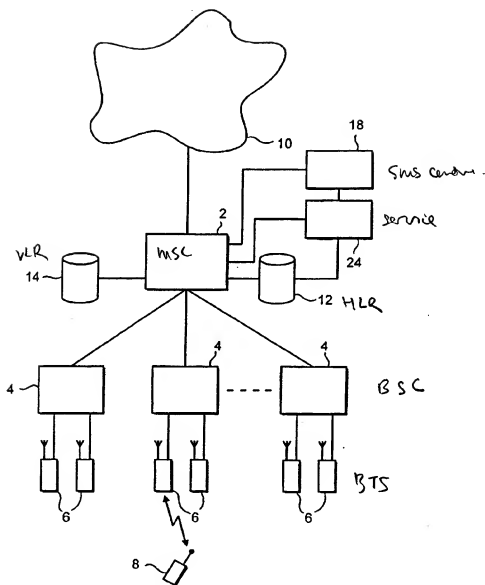 10
18
SMS centre.
2
service
VLR
MSC
14
24
12 HLR
4
4
4
BSC
BTS
6
6
6
8